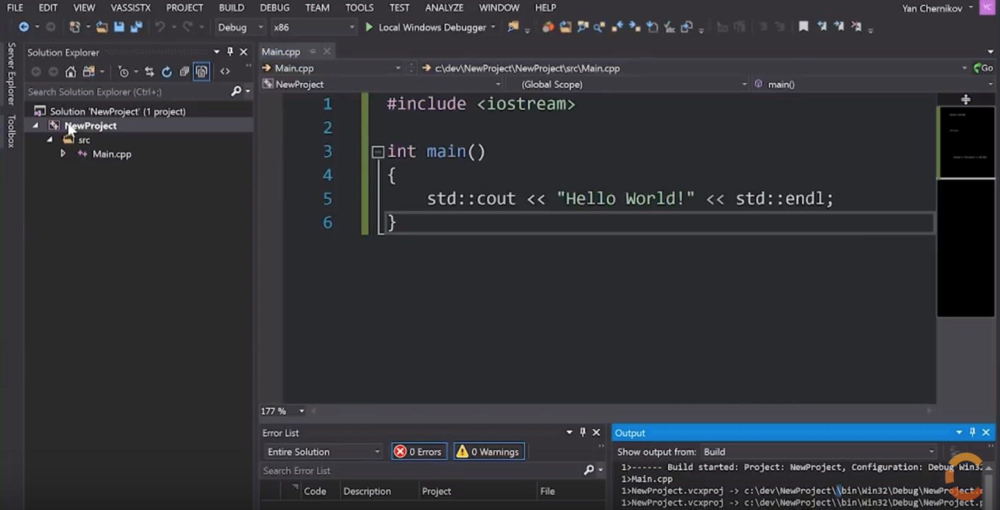 FILE EDIT VIEW VASSISTX PROJECT BUILD DEBUG TEAM TOOLS TEST ANALYZE WINDOW HELP Yan Chernikov YC
Debug x86 Local Windows Debugger
Server Explorer
Toolbox
Solution Explorer
Search Solution Explorer (Ctrl+;)
Solution 'NewProject' (1 project)
NewProject
src
Main.cpp
Main.cpp
Main.cpp c:\dev\NewProject\NewProject\src\Main.cpp Go
NewProject (Global Scope) main()
1 #include <iostream>
2
3 int main()
4 {
5 std::cout << "Hello World!" << std::endl;
6 }
177 %
Error List
Entire Solution 0 Errors 0 Warnings
Search Error List
Code Description Project File
Output
Show output from: Build
1>------ Build started: Project: NewProject, Configuration: Debug Win32
1>Main.cpp
1>NewProject.vcxproj -> c:\dev\NewProject\\bin\Win32\Debug\NewProject.
1>NewProject.vcxproj -> c:\dev\NewProject\\bin\Win32\Debug\NewProject.p